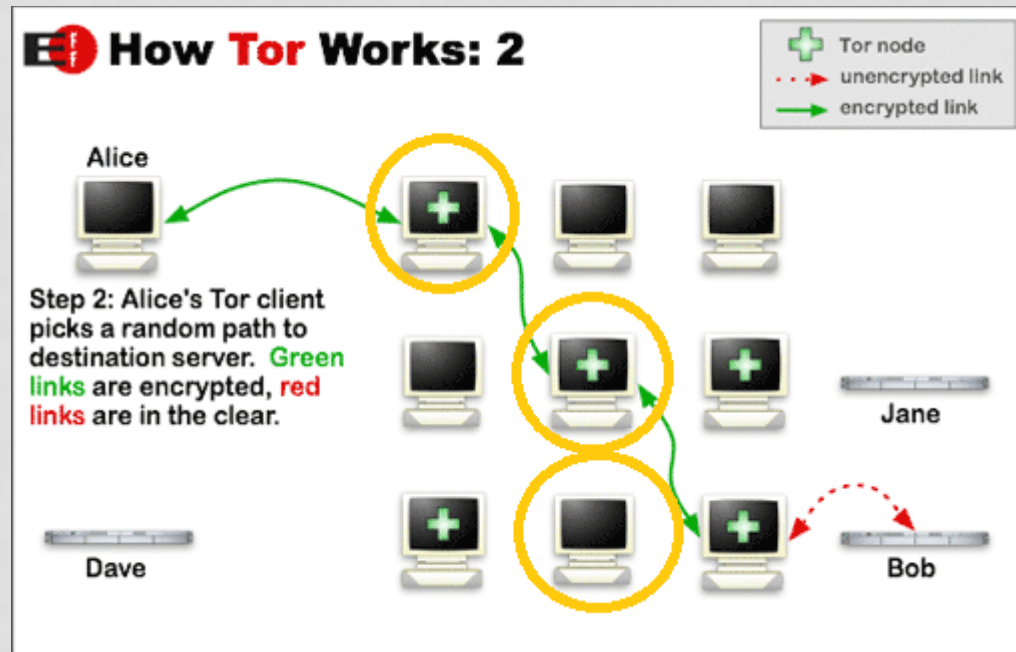 EFF How Tor Works: 2
Tor node
unencrypted link
encrypted link
Alice
Step 2: Alice's Tor client
picks a random path to
destination server. Green
links are encrypted, red
links are in the clear.
Jane
Dave
Bob